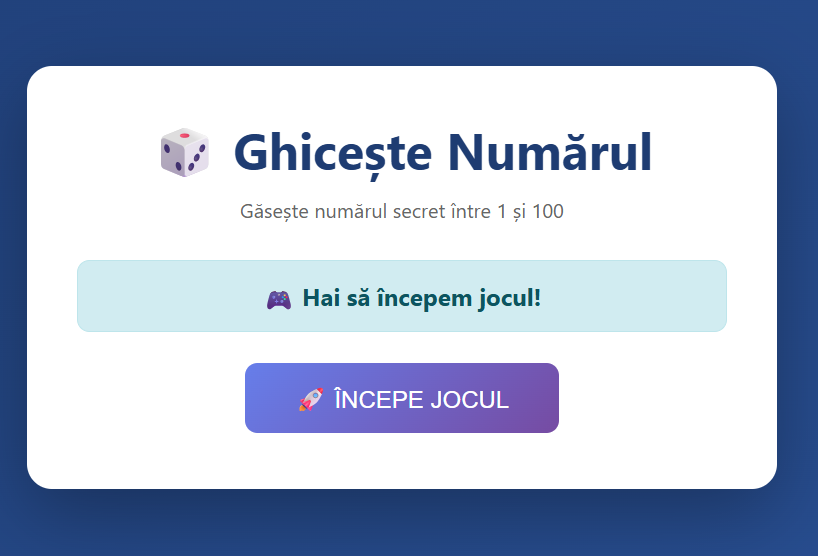 Ghicește Numărul
Găsește numărul secret între 1 și 100
Hai să începem jocul!
ÎNCEPE JOCUL